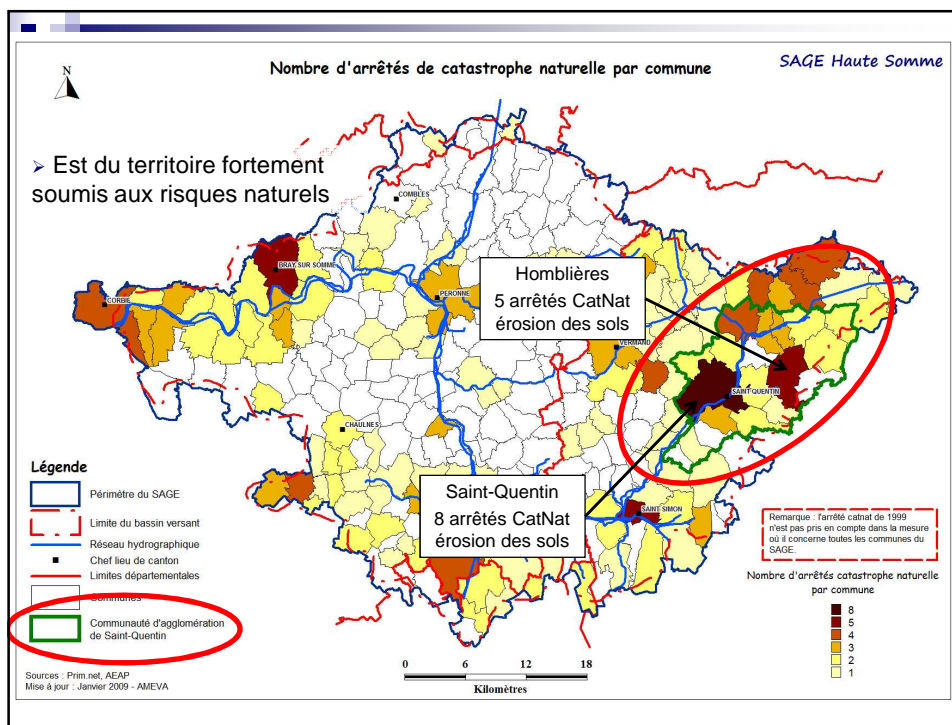 Nombre d'arrêtés de catastrophe naturelle par commune
SAGE Haute Somme
N
➢ Est du territoire fortement
soumis aux risques naturels
COMBLES
BRAY SUR SOMME
CORBIE
PERONNE
Homblières
5 arrêtés CatNat
érosion des sols
VERMAND
SAINT-QUENTIN
CHAULNES
Saint-Quentin
8 arrêtés CatNat
érosion des sols
SAINT-SIMON
Légende
Périmètre du SAGE
Limite du bassin versant
Réseau hydrographique
Chef lieu de canton
Limites départementales
Communes
Communauté d'agglomération
de Saint-Quentin
Sources : Prim.net, AEAP
Mise à jour : Janvier 2009 - AMEVA
0 6 12 18
Kilomètres
Remarque : l'arrêté catnat de 1999
n'est pas pris en compte dans la mesure
où il concerne toutes les communes du
SAGE.
Nombre d'arrêtés catastrophe naturelle
par commune
8
5
4
3
2
1